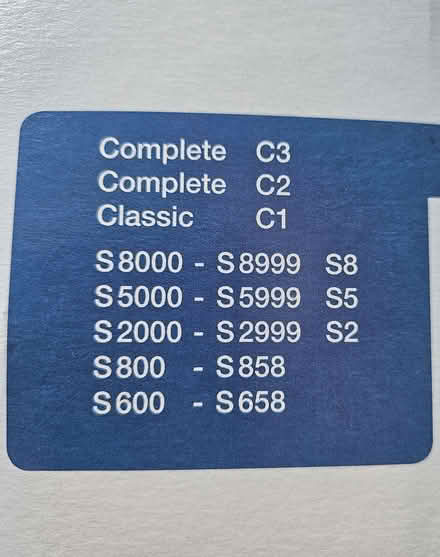 Complete C3
Complete C2
Classic C1
S8000 - S8999 S8
S5000 - S5999 S5
S2000 - S2999 S2
S800 - S858
S600 - S658